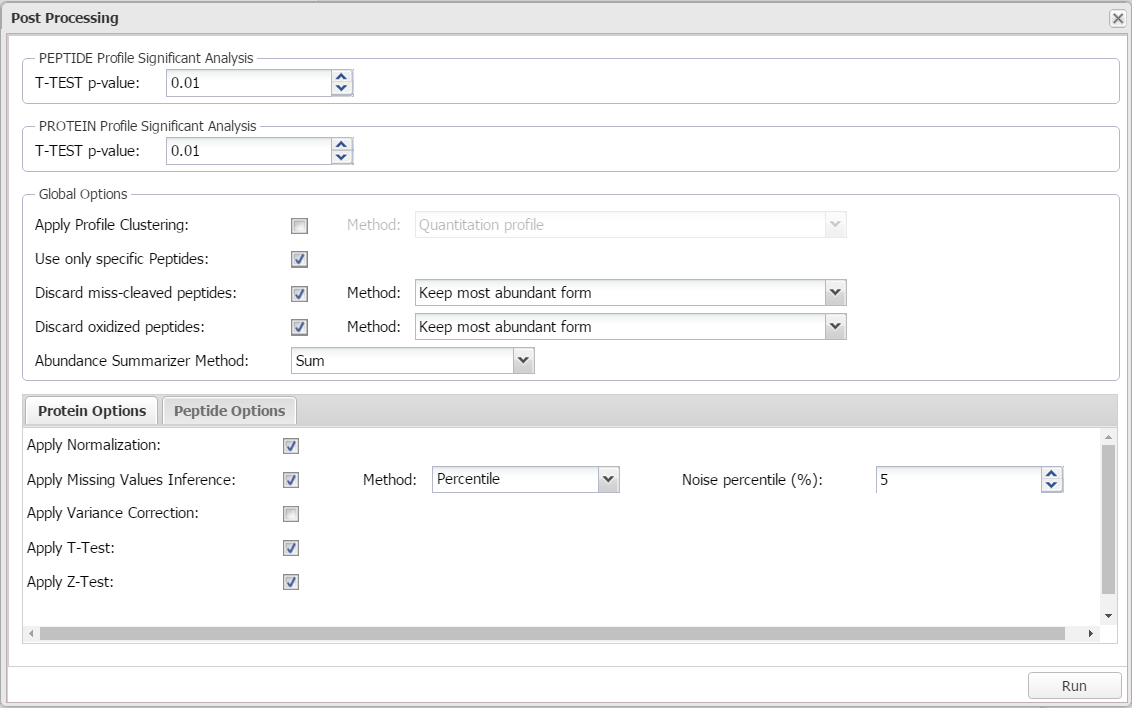 Post Processing
PEPTIDE Profile Significant Analysis
T-TEST p-value: 0.01
PROTEIN Profile Significant Analysis
T-TEST p-value: 0.01
Global Options
Apply Profile Clustering: Method: Quantitation profile
Use only specific Peptides:
Discard miss-cleaved peptides: Method: Keep most abundant form
Discard oxidized peptides: Method: Keep most abundant form
Abundance Summarizer Method: Sum
Protein Options Peptide Options
Apply Normalization:
Apply Missing Values Inference: Method: Percentile Noise percentile (%): 5
Apply Variance Correction:
Apply T-Test:
Apply Z-Test:
Run